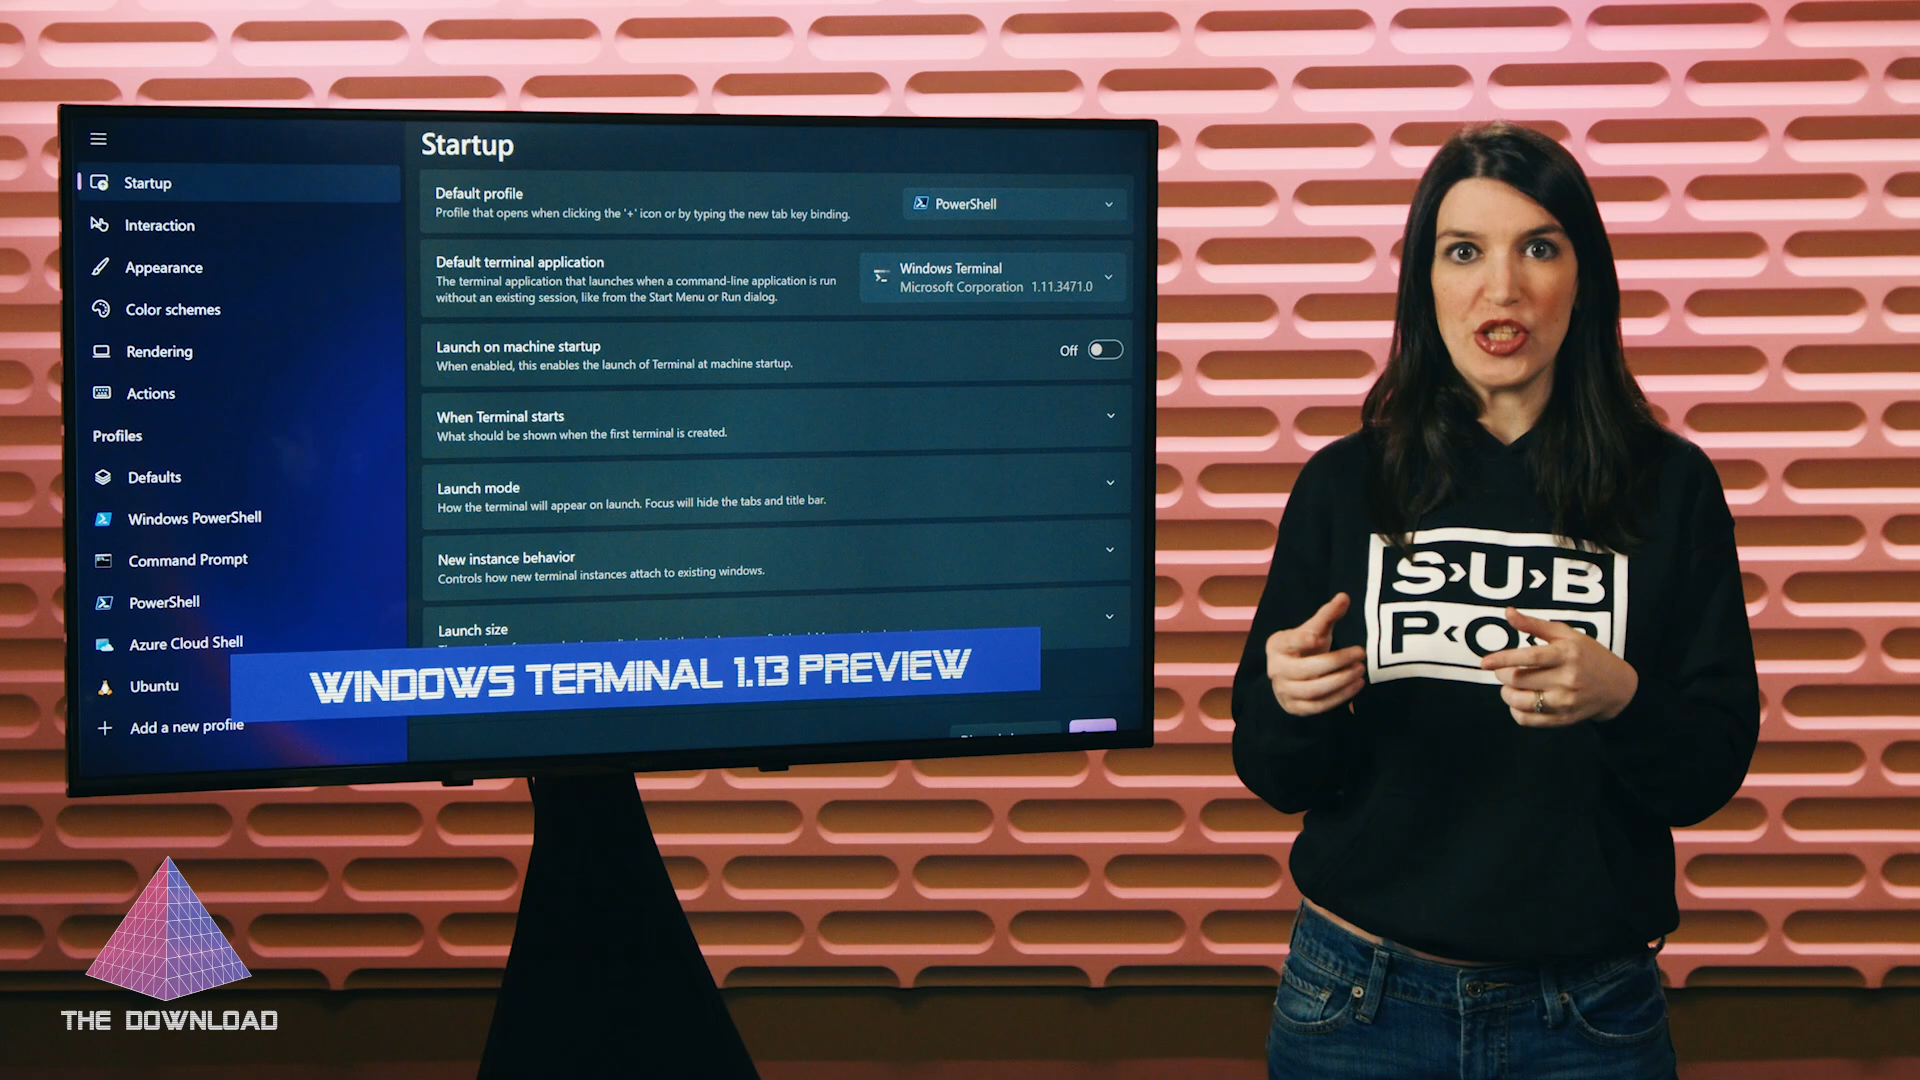 Startup
Interaction
Appearance
Color schemes
Rendering
Actions
Profiles
Defaults
Windows PowerShell
Command Prompt
PowerShell
Azure Cloud Shell
Ubuntu
Add a new profile
Startup
Default profile
Profile that opens when clicking the '+' icon or by typing the new tab key binding.
PowerShell
Default terminal application
The terminal application that launches when a command-line application is run
without an existing session, like from the Start Menu or Run dialog.
Windows Terminal
Microsoft Corporation 1.11.3471.0
Launch on machine startup
When enabled, this enables the launch of Terminal at machine startup.
Off
When Terminal starts
What should be shown when the first terminal is created.
Launch mode
How the terminal will appear on launch. Focus will hide the tabs and title bar.
New instance behavior
Controls how new terminal instances attach to existing windows.
Launch size
WINDOWS TERMINAL 1.13 PREVIEW
THE DOWNLOAD
S>U>B
P<O<P